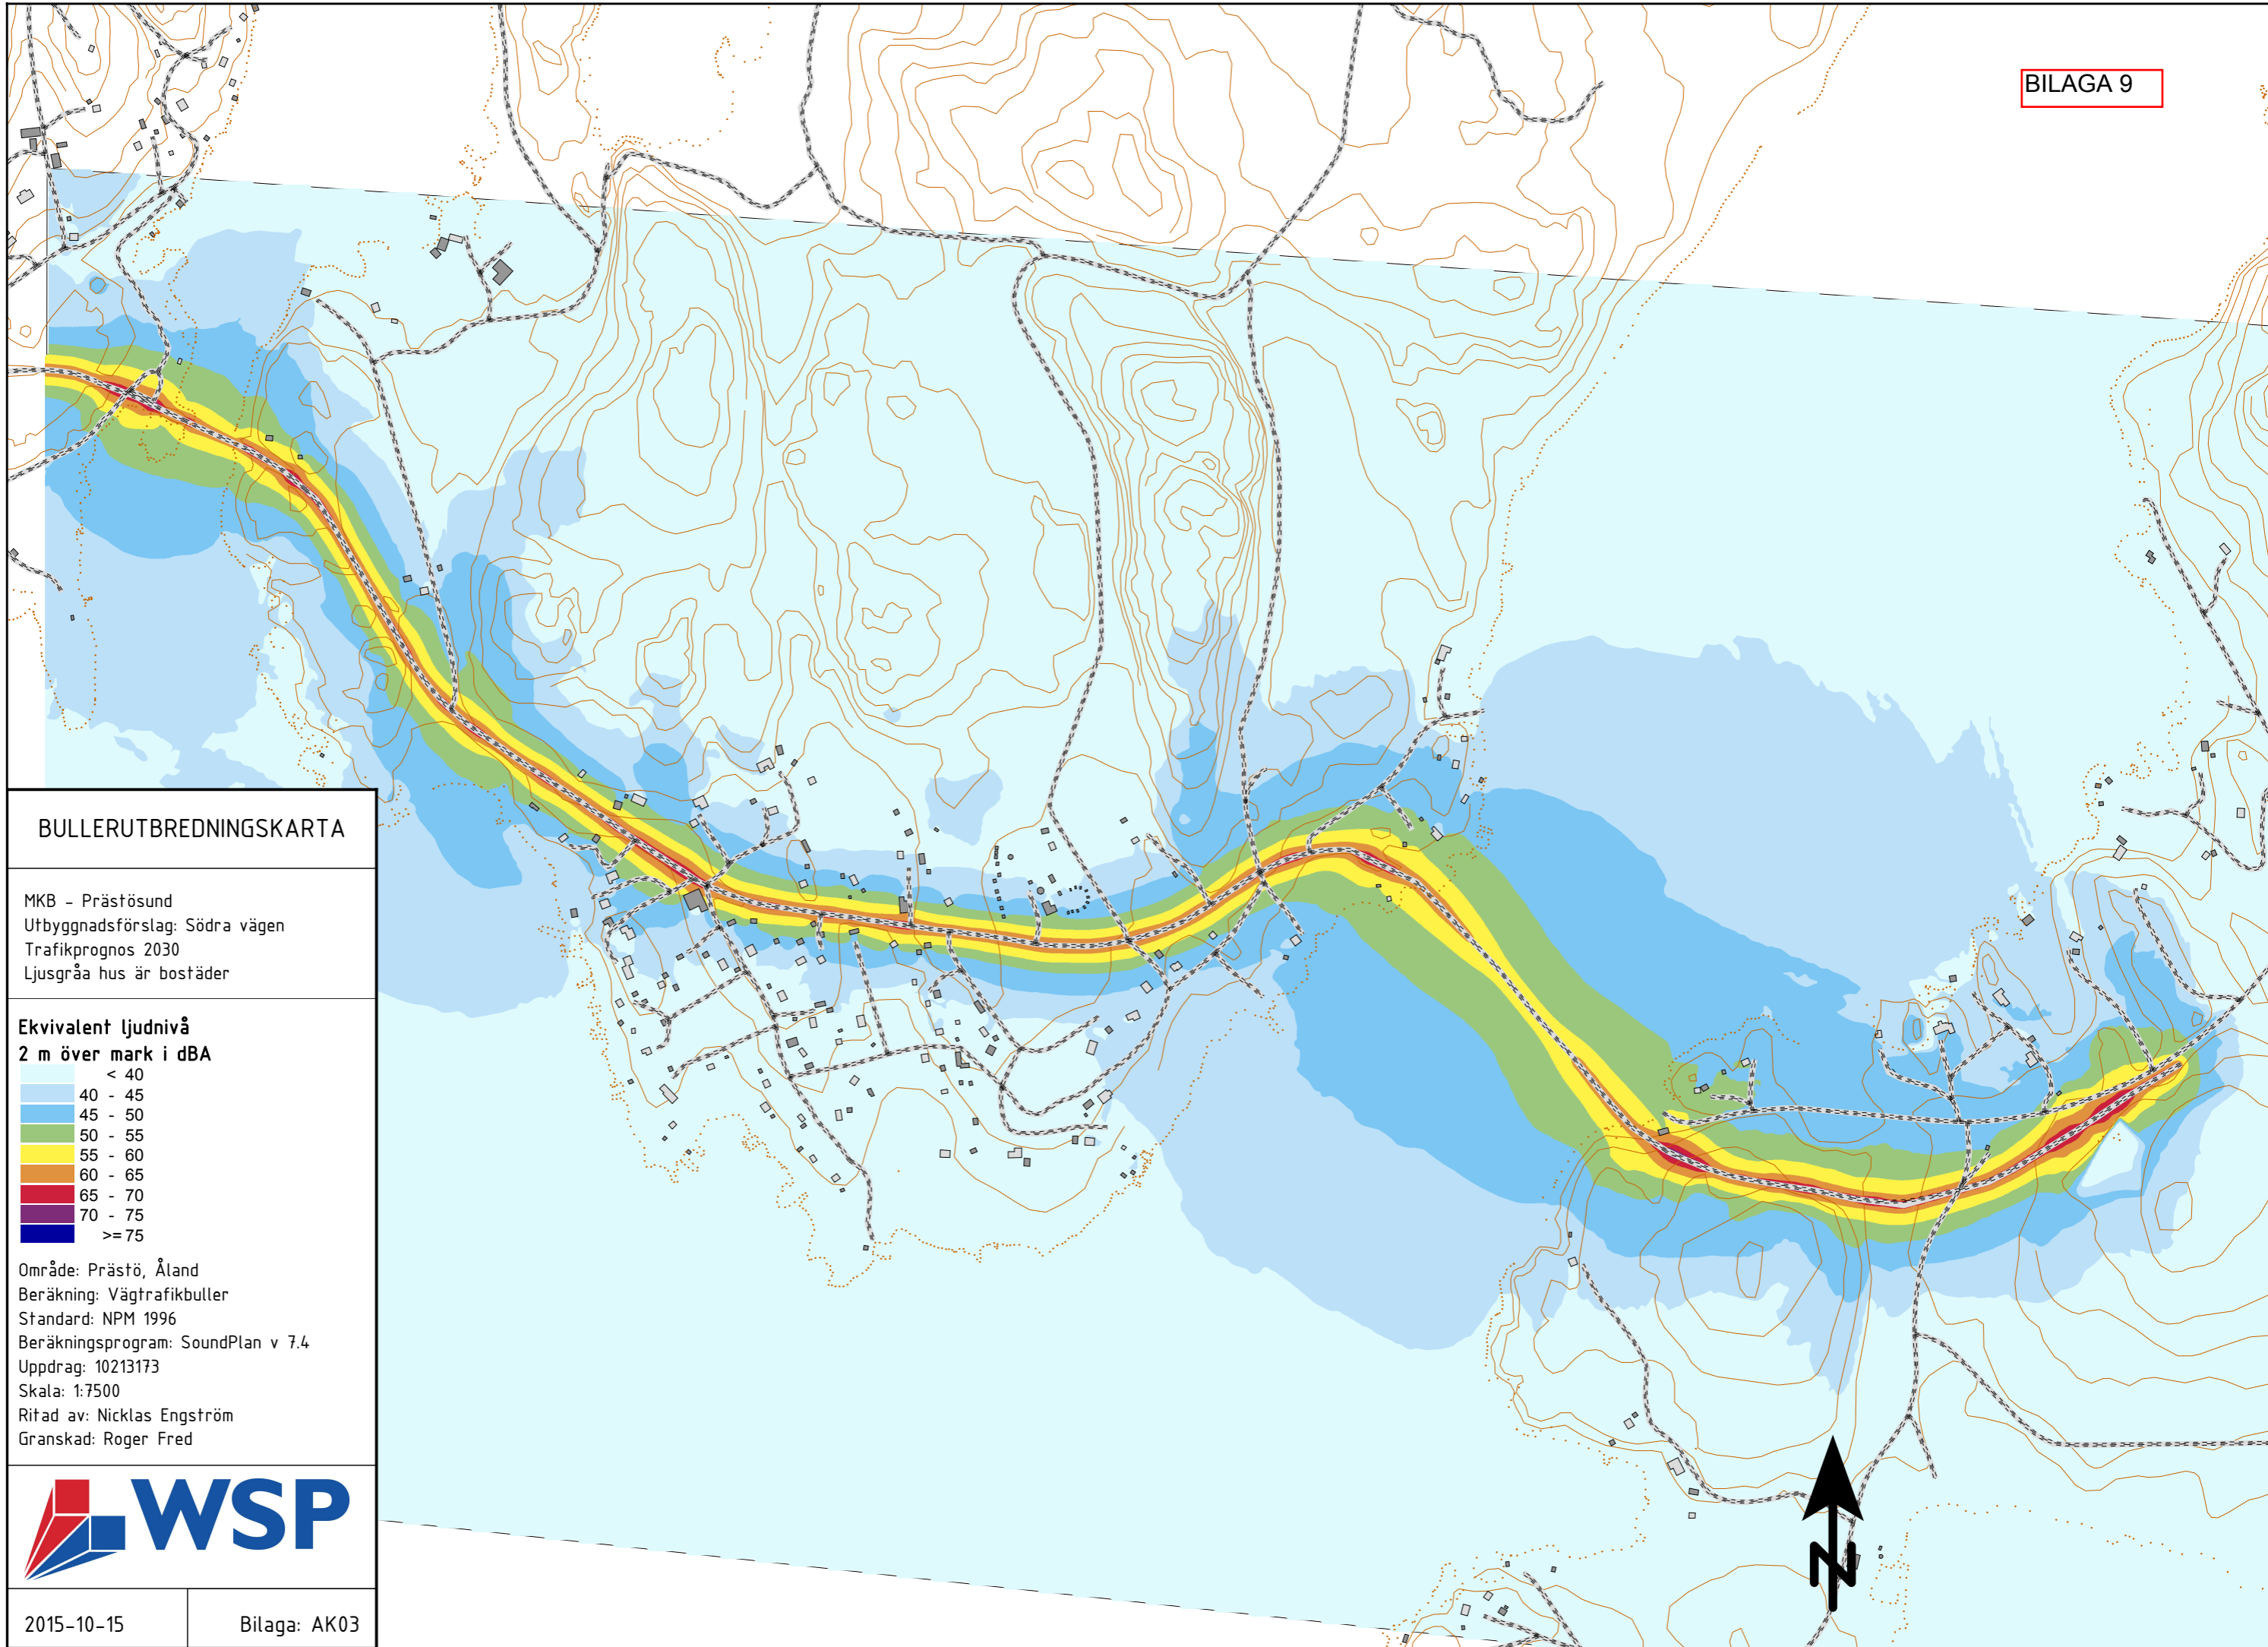 BILAGA 9
BULLERUTBREDNINGSKARTA
MKB - Prästösund
Utbyggnadsförslag: Södra vägen
Trafikprognos 2030
Ljusgråa hus är bostäder
Ekvivalent ljudnivå
2 m över mark i dBA
< 40
40 - 45
45 - 50
50 - 55
55 - 60
60 - 65
65 - 70
70 - 75
>= 75
Område: Prästö, Åland
Beräkning: Vägtrafikbuller
Standard: NPM 1996
Beräkningsprogram: SoundPlan v 7.4
Uppdrag: 10213173
Skala: 1:7500
Ritad av: Nicklas Engström
Granskad: Roger Fred
WSP
2015-10-15
Bilaga: AK03
N